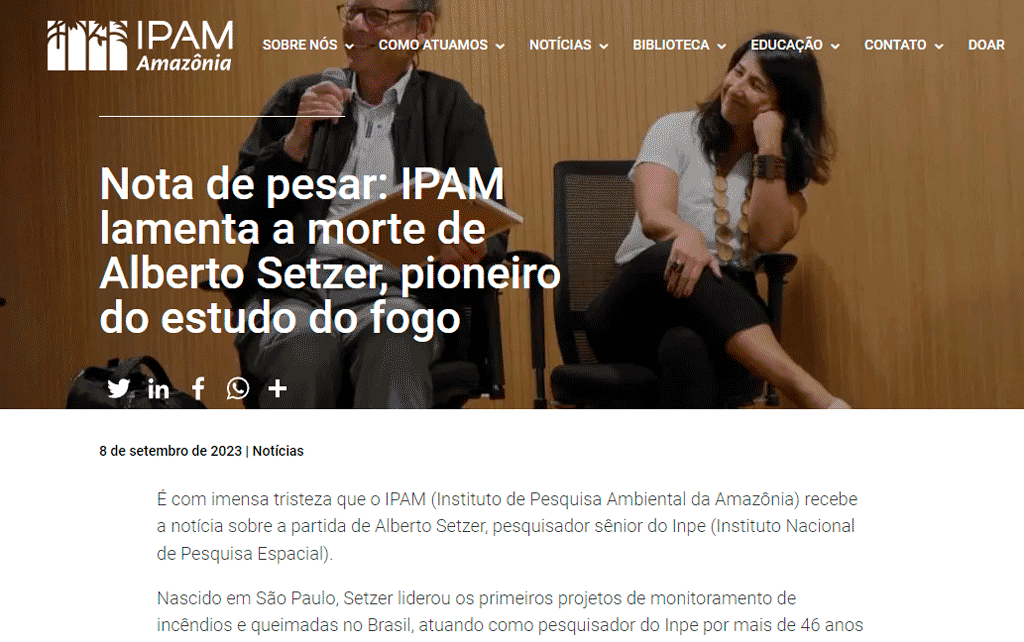 IPAM
Amazônia
SOBRE NÓS
COMO ATUAMOS
NOTÍCIAS
BIBLIOTECA
EDUCAÇÃO
CONTATO
DOAR
Nota de pesar: IPAM
lamenta a morte de
Alberto Setzer, pioneiro
do estudo do fogo
8 de setembro de 2023 | Notícias
É com imensa tristeza que o IPAM (Instituto de Pesquisa Ambiental da Amazônia) recebe
a notícia sobre a partida de Alberto Setzer, pesquisador sênior do Inpe (Instituto Nacional
de Pesquisa Espacial).
Nascido em São Paulo, Setzer liderou os primeiros projetos de monitoramento de
incêndios e queimadas no Brasil, atuando como pesquisador do Inpe por mais de 46 anos